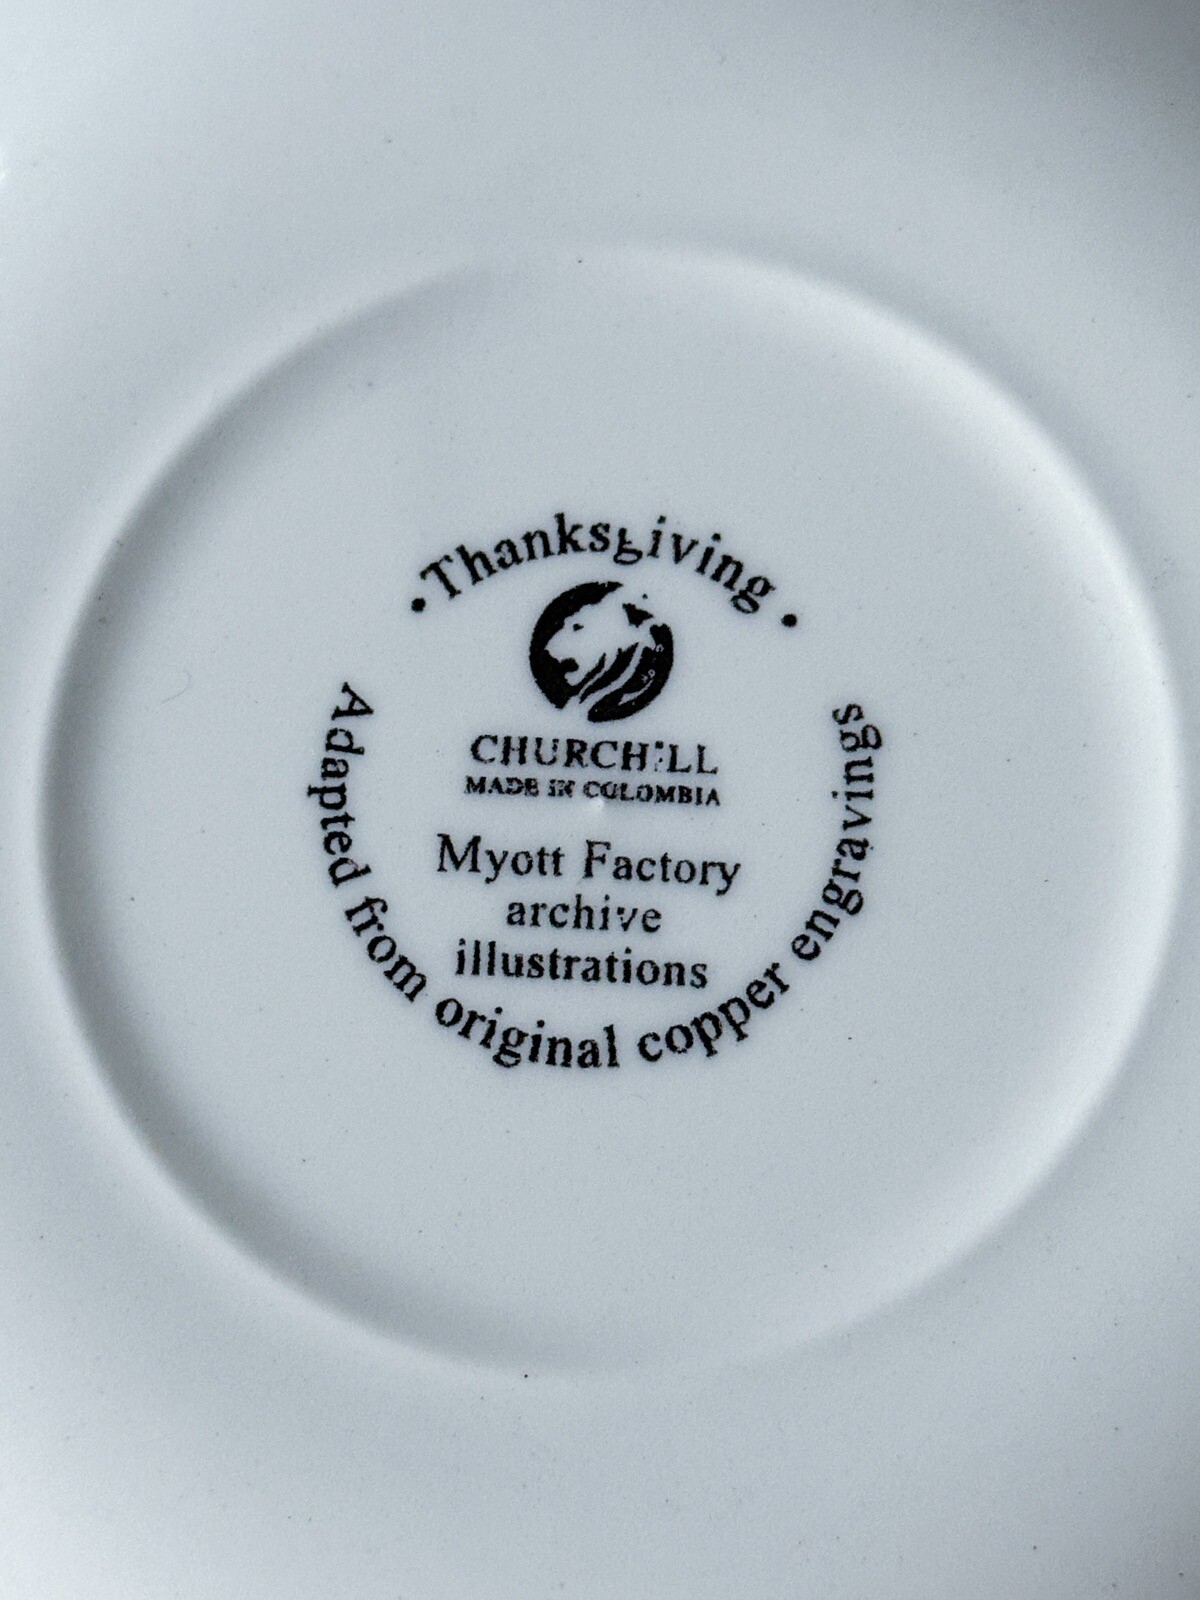 • Thanksgiving •
CHURCHILL
MADE IN COLOMBIA
Myott Factory
archive
illustrations
Adapted from original copper engravings